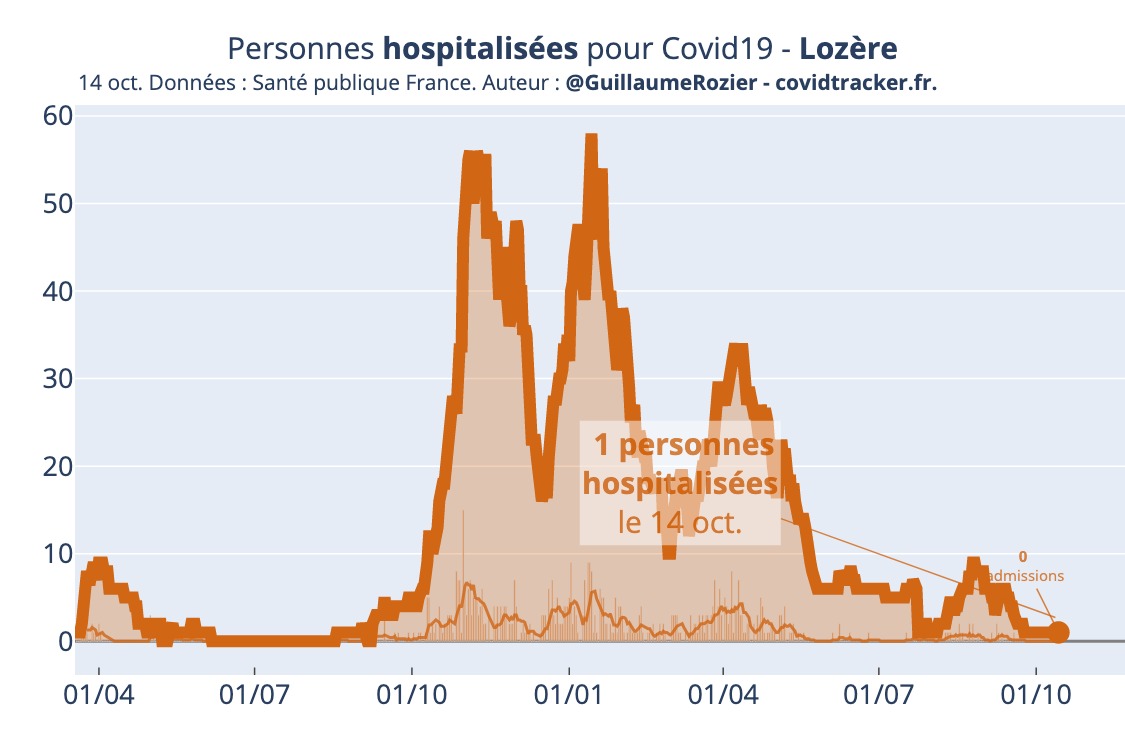 Personnes hospitalisées pour Covid19 - Lozère
14 oct. Données : Santé publique France. Auteur : @GuillaumeRozier - covidtracker.fr.
60
50
40
30
20
10
0
1 personnes
hospitalisées
le 14 oct.
0
admissions
01/04
01/07
01/10
01/01
01/04
01/07
01/10